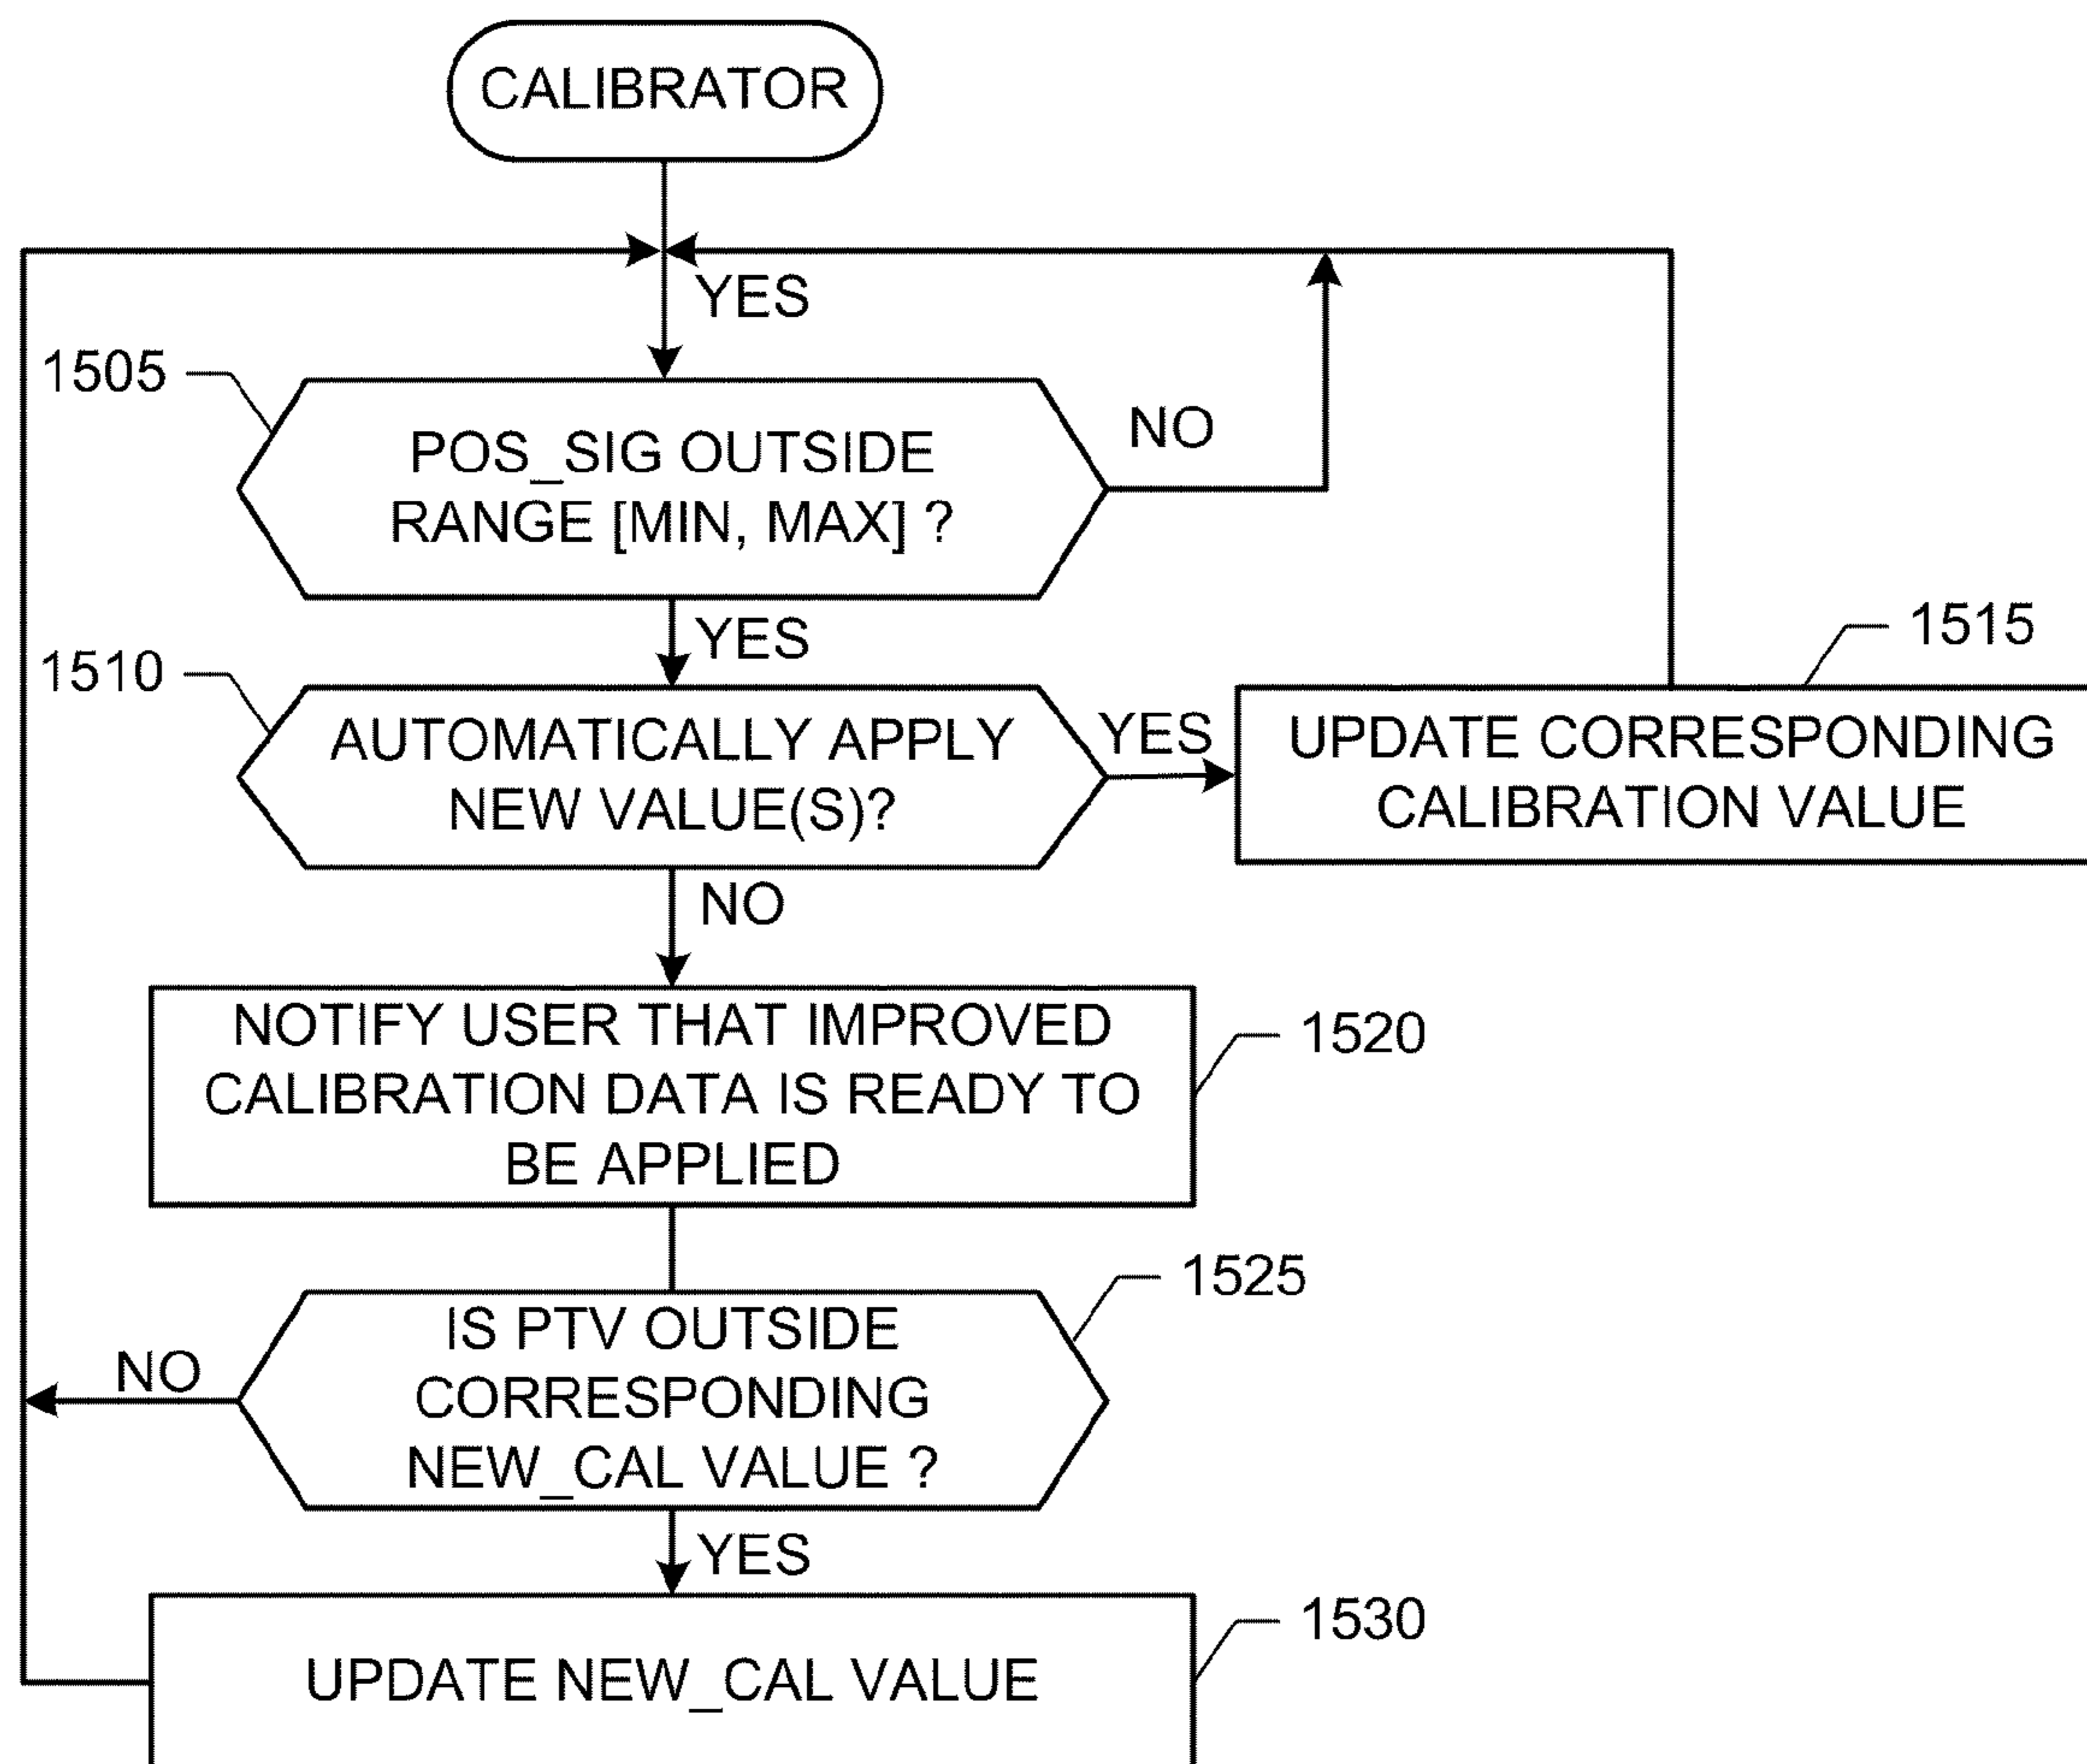 CALIBRATOR
YES
1505
POS_SIG OUTSIDE
RANGE [MIN, MAX] ?
NO
YES
1510
AUTOMATICALLY APPLY
NEW VALUE(S)?
YES
1515
UPDATE CORRESPONDING
CALIBRATION VALUE
NO
NOTIFY USER THAT IMPROVED
CALIBRATION DATA IS READY TO
BE APPLIED
1520
1525
IS PTV OUTSIDE
CORRESPONDING
NEW_CAL VALUE ?
NO
YES
1530
UPDATE NEW_CAL VALUE